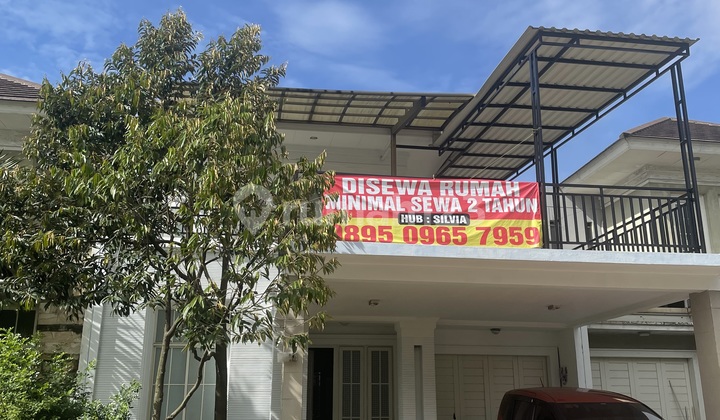 DISEWA RUMAH
MINIMAL SEWA 2 TAHUN
HUB : SILVIA
0895 0965 7959